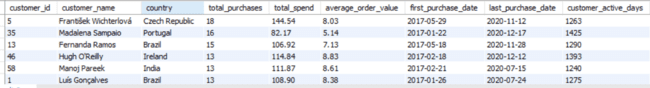 customer_id customer_name country total_purchases total_spend average_order_value first_purchase_date last_purchase_date customer_active_days
5 František Wichterlová Czech Republic 18 144.54 8.03 2017-05-29 2020-11-12 1263
35 Madalena Sampaio Portugal 16 82.17 5.14 2017-01-22 2020-12-17 1425
13 Fernanda Ramos Brazil 15 106.92 7.13 2017-05-18 2020-11-28 1290
46 Hugh O'Reilly Ireland 13 114.84 8.83 2017-02-18 2020-12-12 1393
58 Manoj Pareek India 13 111.87 8.61 2017-02-21 2020-07-15 1240
1 Luís Gonçalves Brazil 13 108.90 8.38 2017-01-26 2020-07-24 1275